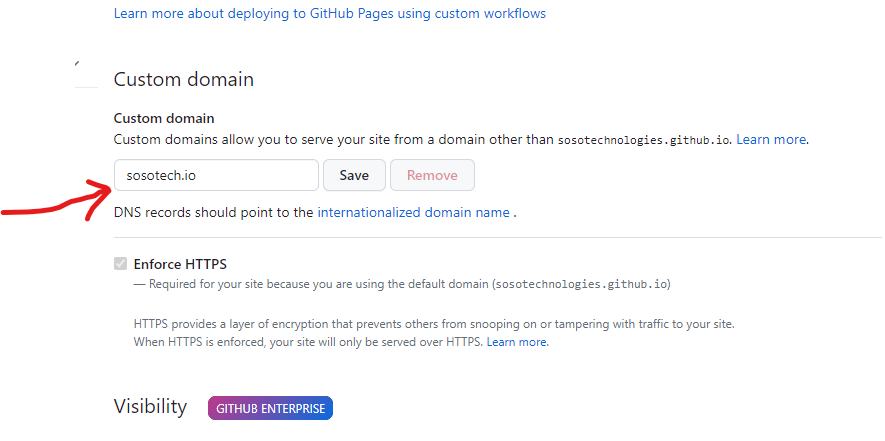 Learn more about deploying to GitHub Pages using custom workflows
Custom domain
Custom domain
Custom domains allow you to serve your site from a domain other than sosotechnologies.github.io. Learn more.
sosotech.io Save Remove
DNS records should point to the internationalized domain name .
Enforce HTTPS
— Required for your site because you are using the default domain (sosotechnologies.github.io)
HTTPS provides a layer of encryption that prevents others from snooping on or tampering with traffic to your site.
When HTTPS is enforced, your site will only be served over HTTPS. Learn more.
Visibility GITHUB ENTERPRISE